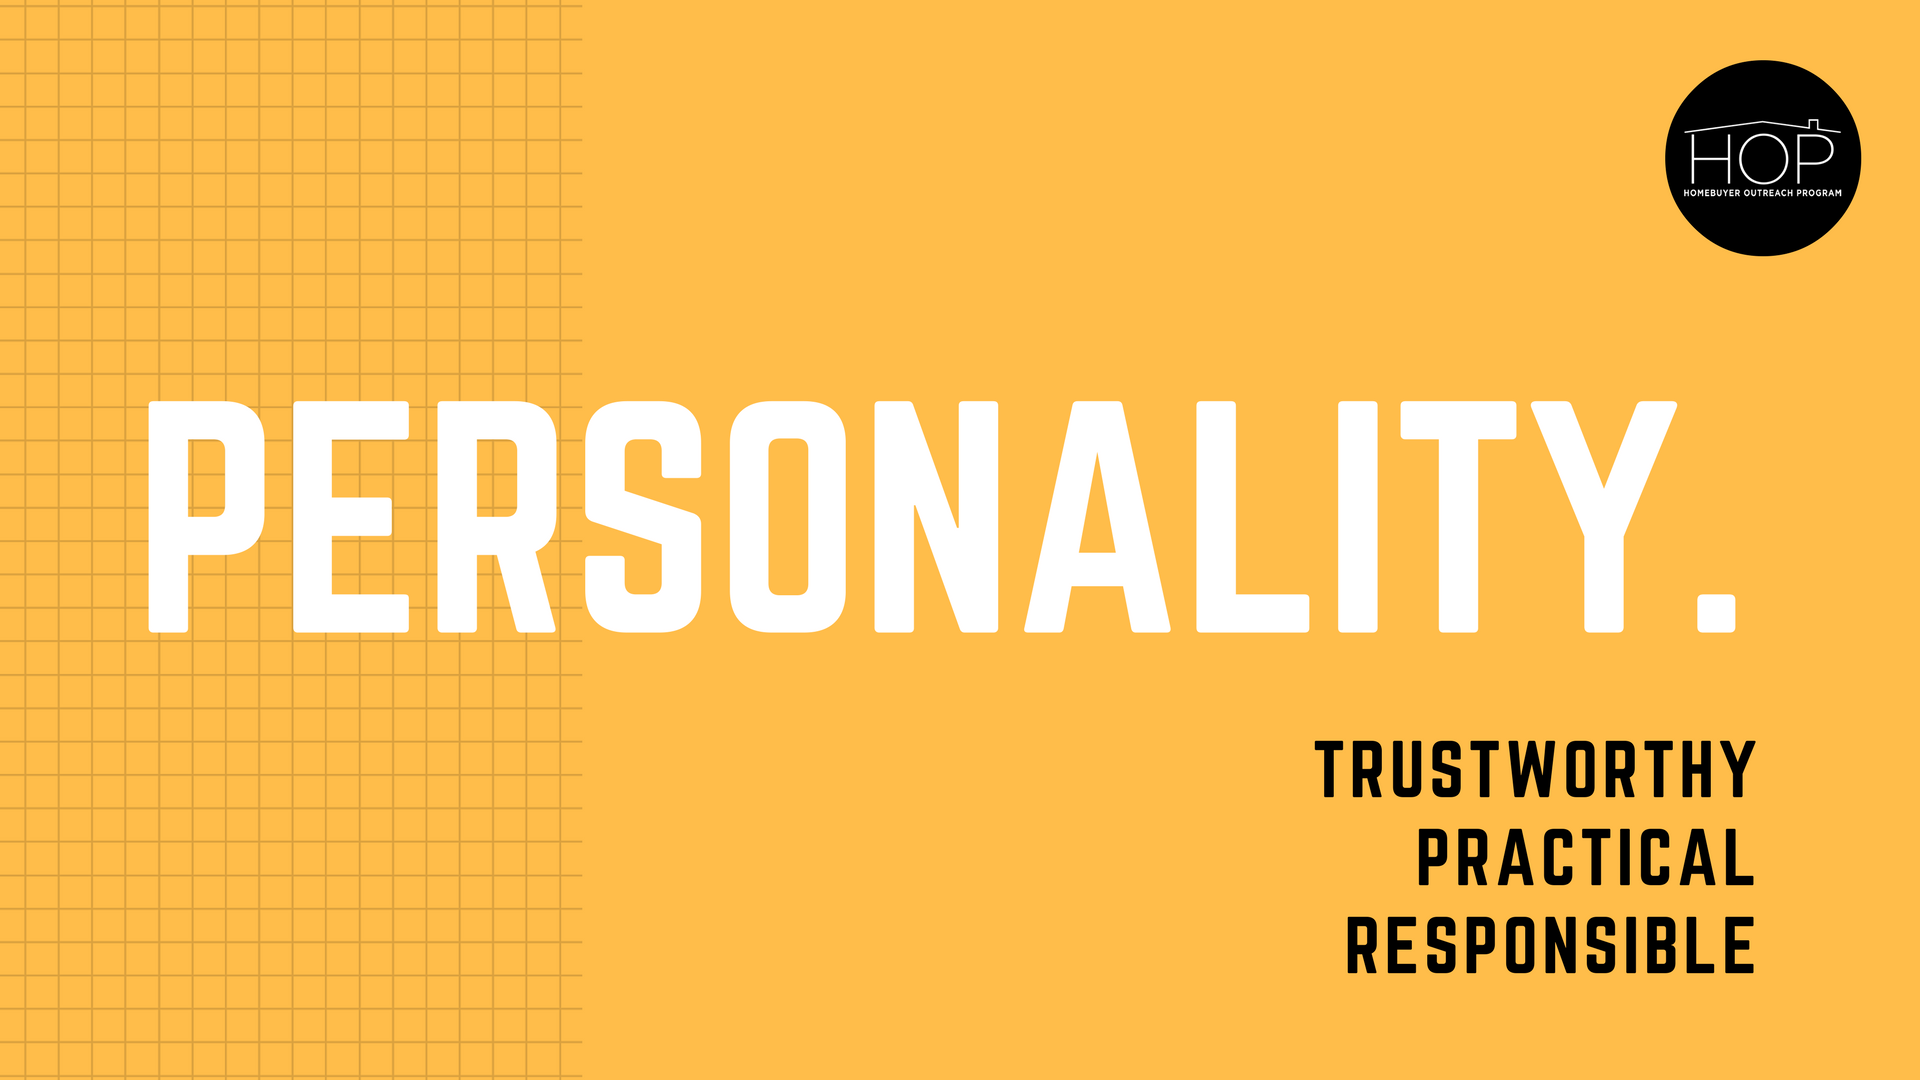 HOP
HOMEBUYER OUTREACH PROGRAM
PERSONALITY.
TRUSTWORTHY
PRACTICAL
RESPONSIBLE